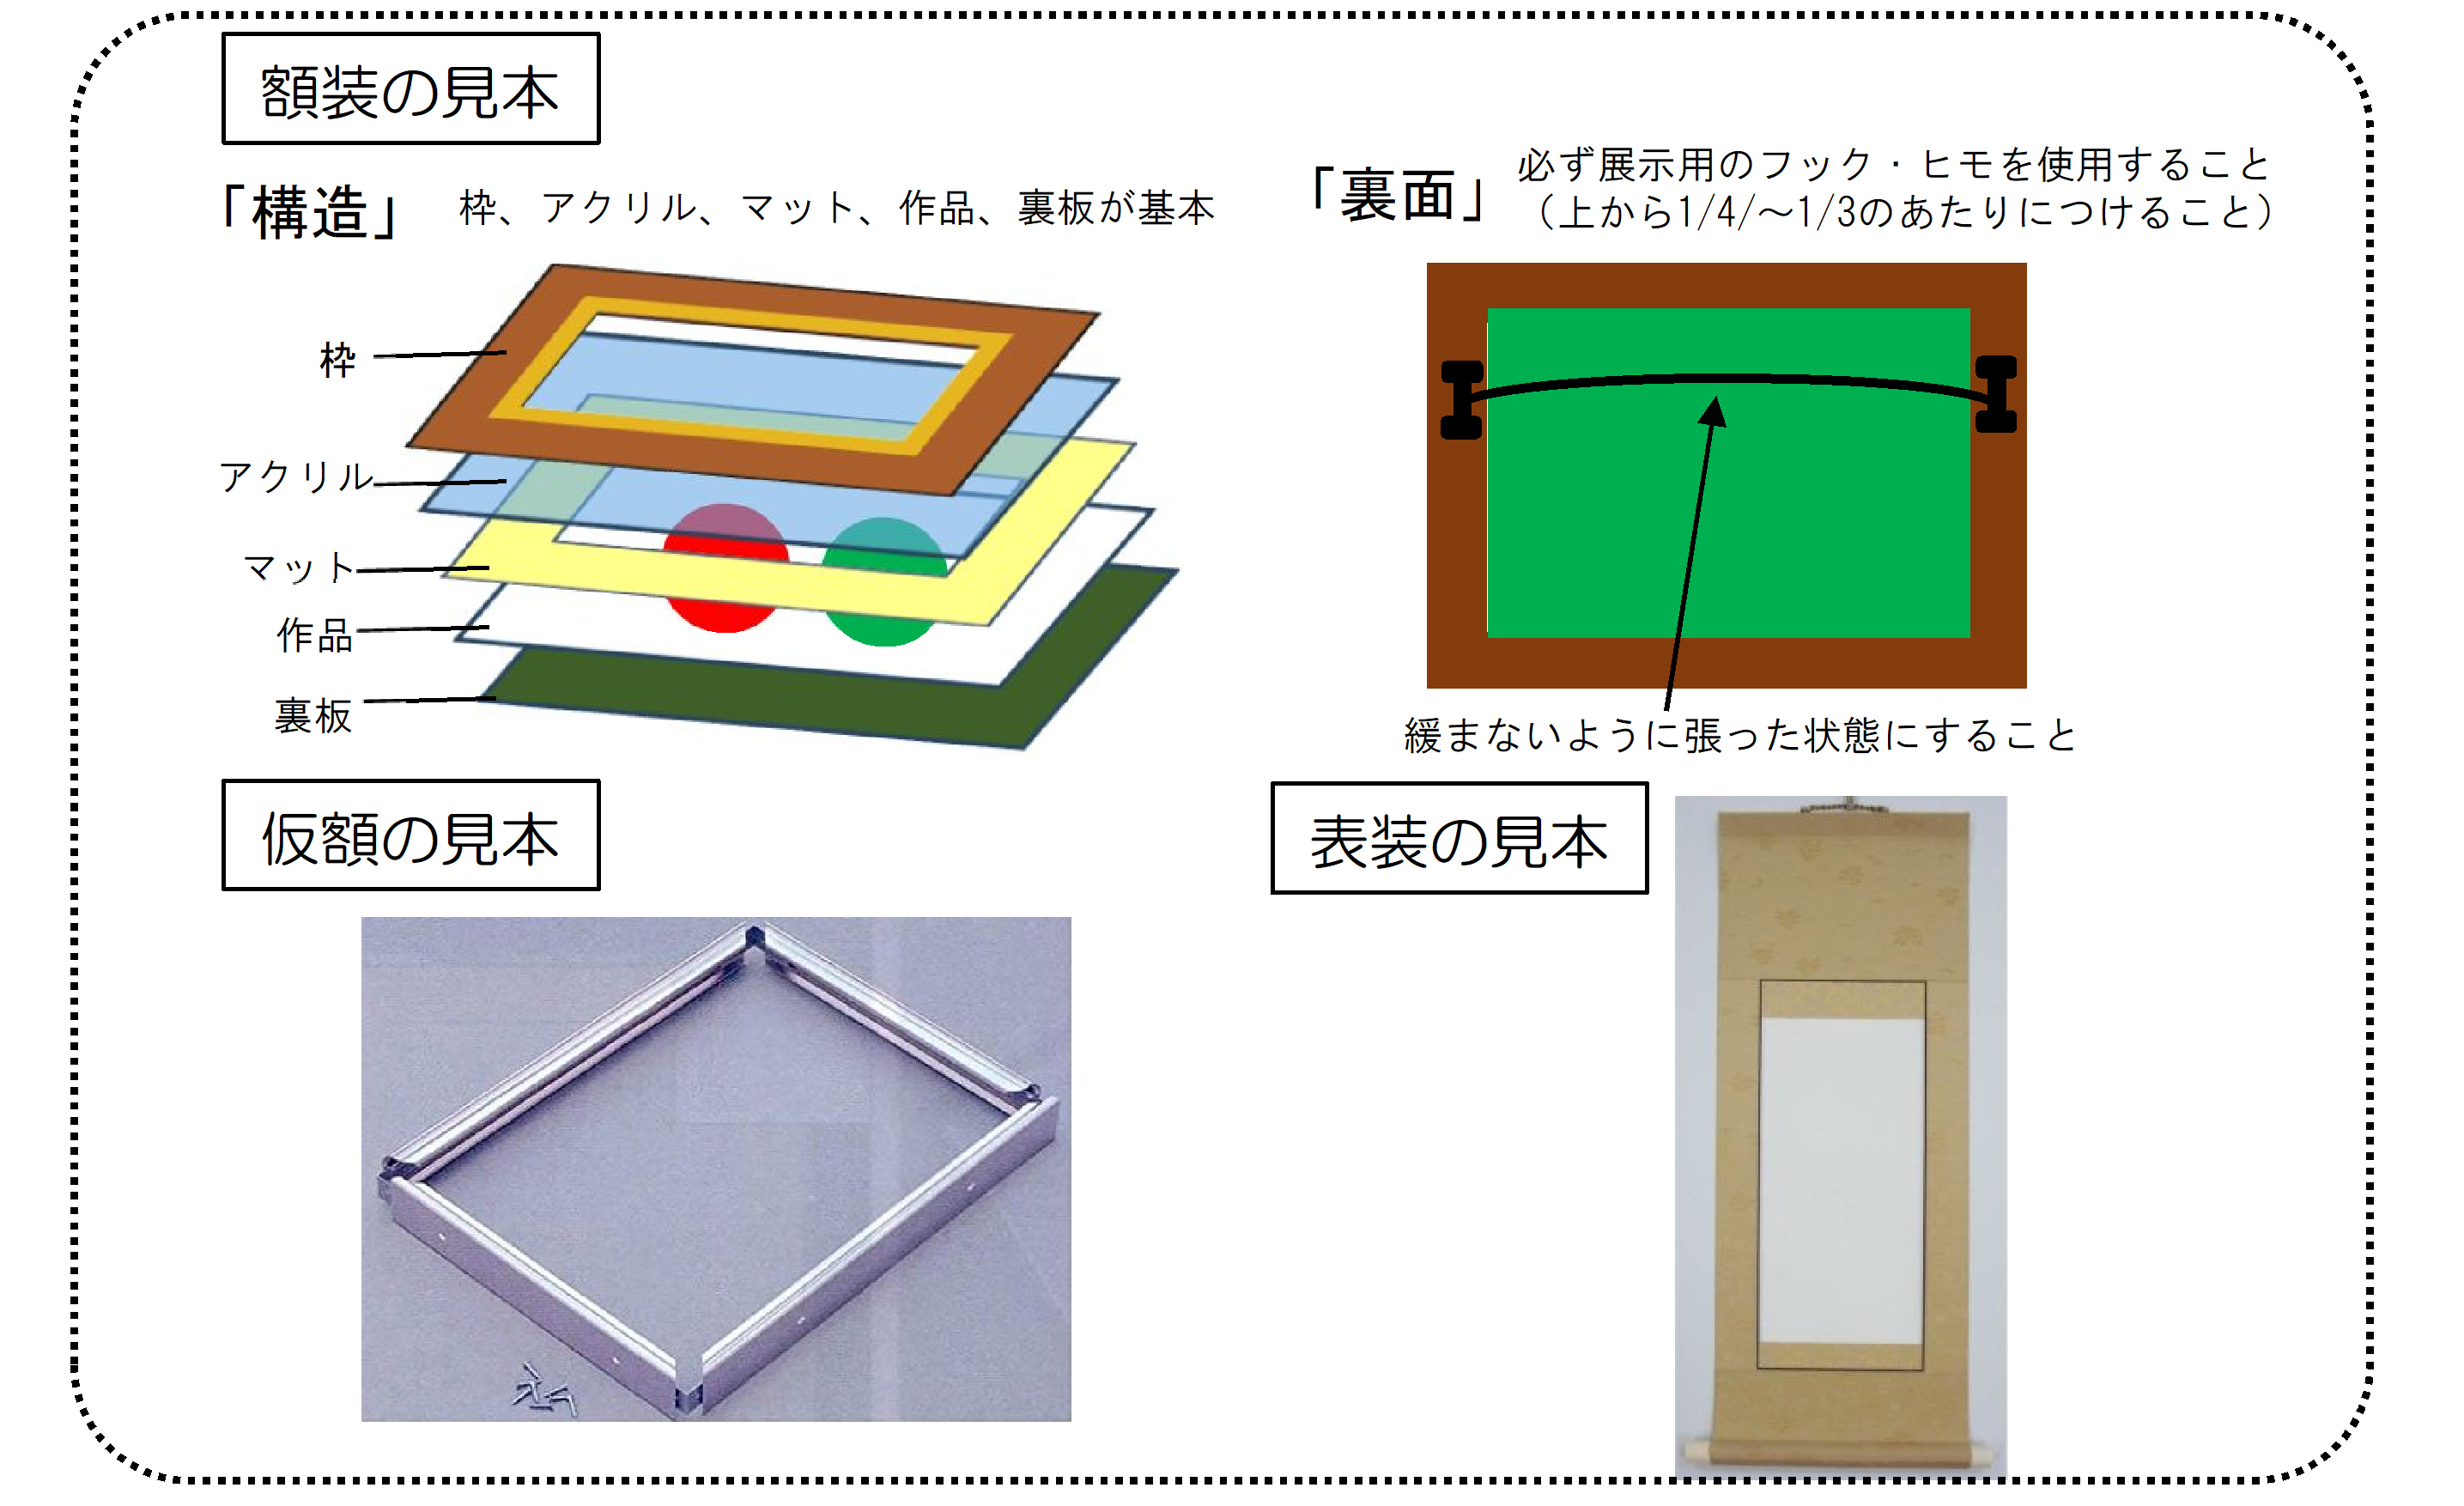 額装の見本
「構造」 枠、アクリル、マット、作品、裏板が基本
枠
アクリル
マット
作品
裏板
「裏面」 必ず展示用のフック・ヒモを使用すること
（上から1/4/～1/3のあたりにつけること）
緩まないように張った状態にすること
仮額の見本
表装の見本